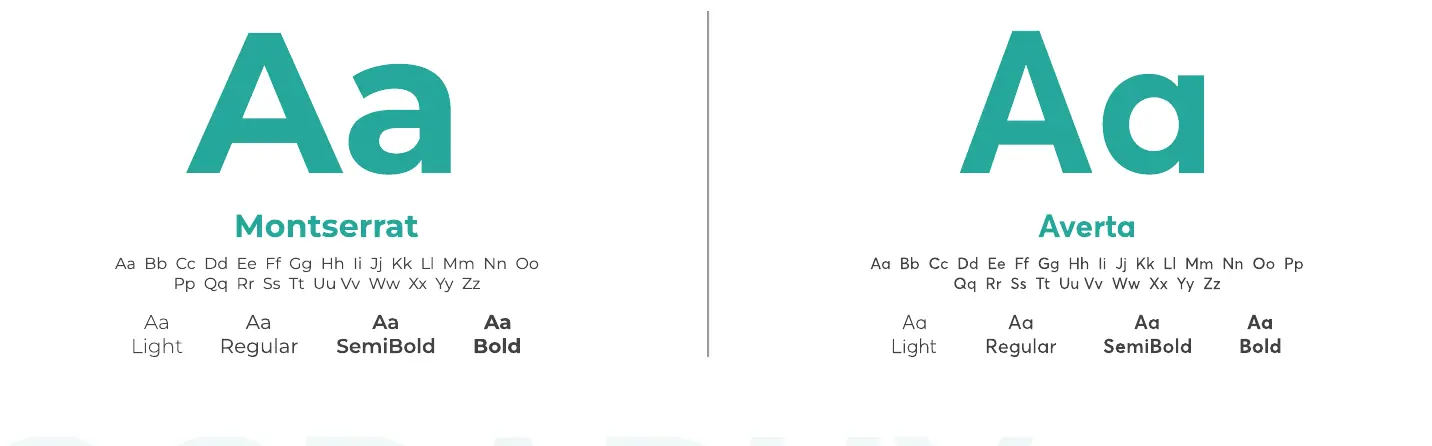 Aa
Montserrat
Aa Bb Cc Dd Ee Ff Gg Hh Ii Jj Kk Ll Mm Nn Oo
Pp Qq Rr Ss Tt Uu Vv Ww Xx Yy Zz
Aa Aa Aa Aa
Light Regular SemiBold Bold
Aa
Averta
Aa Bb Cc Dd Ee Ff Gg Hh Ii Jj Kk Ll Mm Nn Oo Pp
Qq Rr Ss Tt Uu Vv Ww Xx Yy Zz
Aa Aa Aa Aa
Light Regular SemiBold Bold